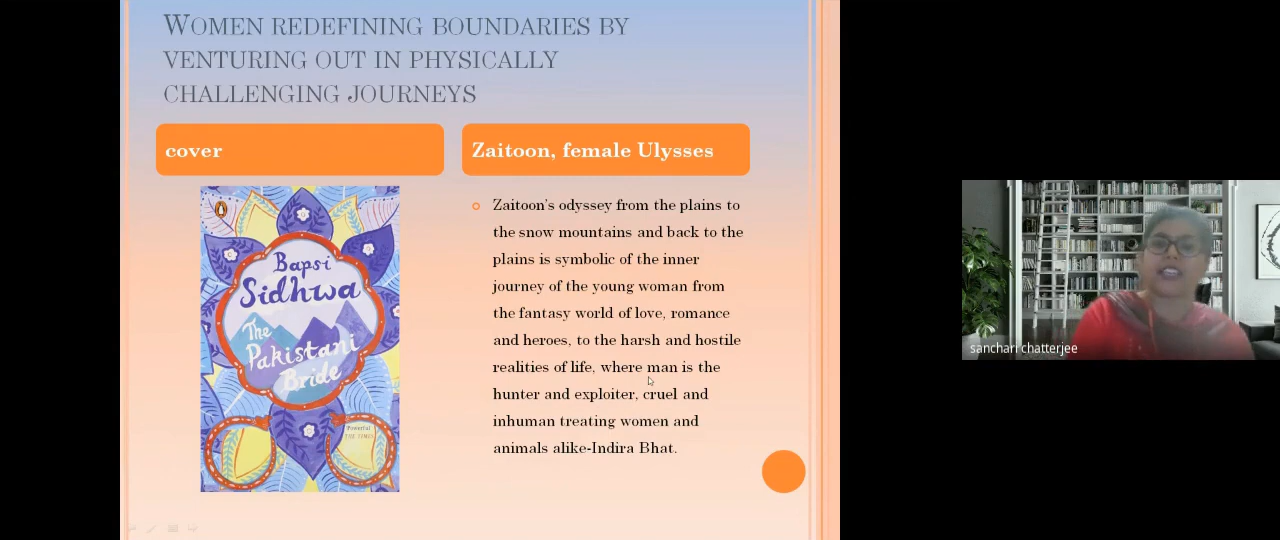 WOMEN REDEFINING BOUNDARIES BY
VENTURING OUT IN PHYSICALLY
CHALLENGING JOURNEYS
cover
Zaitoon, female Ulysses
Bapsi
Sidhwa
The
Pakistani
Bride
Powerful
THE TIMES
Zaitoon's odyssey from the plains to
the snow mountains and back to the
plains is symbolic of the inner
journey of the young woman from
the fantasy world of love, romance
and heroes, to the harsh and hostile
realities of life, where man is the
hunter and exploiter, cruel and
inhuman treating women and
animals alike-Indira Bhat.
sanchari chatterjee